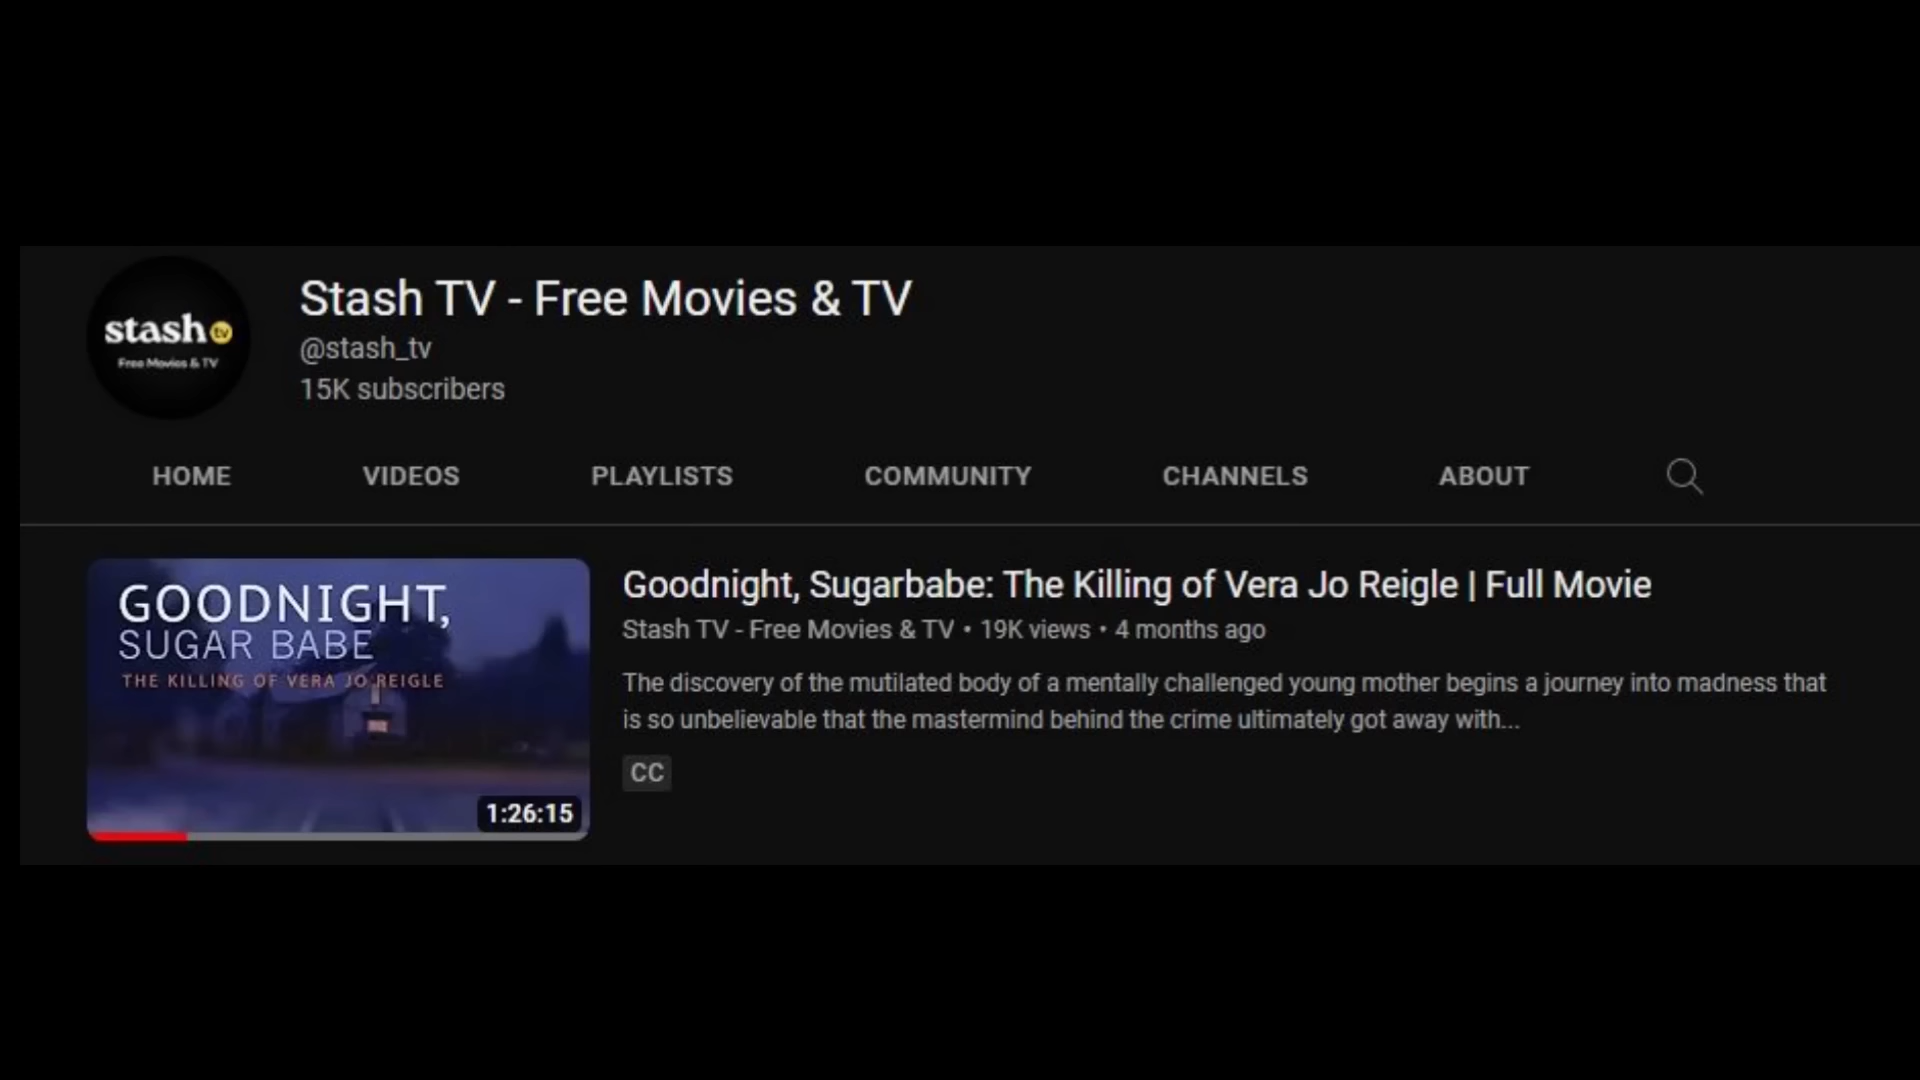 stash tv
Free Movies & TV
Stash TV - Free Movies & TV
@stash_tv
15K subscribers
HOME VIDEOS PLAYLISTS COMMUNITY CHANNELS ABOUT
GOODNIGHT,
SUGAR BABE
THE KILLING OF VERA JO REIGLE
1:26:15
Goodnight, Sugarbabe: The Killing of Vera Jo Reigle | Full Movie
Stash TV - Free Movies & TV • 19K views • 4 months ago
The discovery of the mutilated body of a mentally challenged young mother begins a journey into madness that
is so unbelievable that the mastermind behind the crime ultimately got away with...
CC